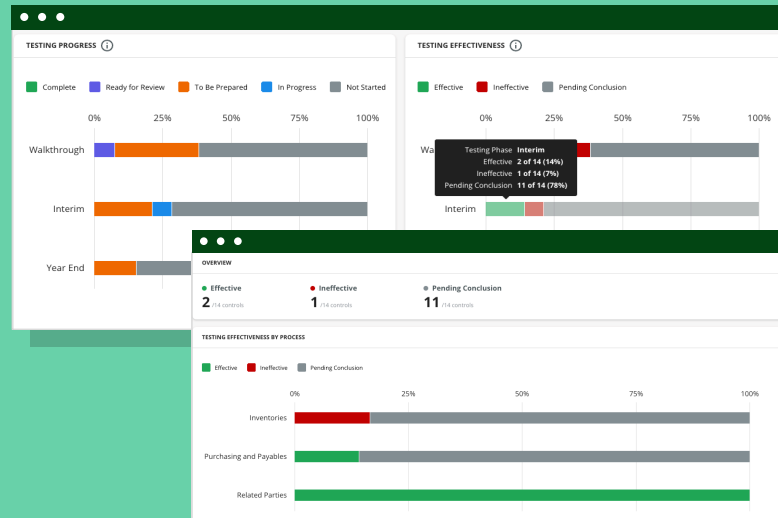 TESTING PROGRESS
Complete Ready for Review To Be Prepared In Progress Not Started
0% 25% 50% 75% 100%
Walkthrough
Interim
Year End
TESTING EFFECTIVENESS
Effective Ineffective Pending Conclusion
0% 25% 50% 75% 100%
Wa
Testing Phase Interim
Effective 2 of 14 (14%)
Ineffective 1 of 14 (7%)
Pending Conclusion 11 of 14 (78%)
Interim
OVERVIEW
Effective Ineffective Pending Conclusion
2 /14 controls 1 /14 controls 11 /14 controls
TESTING EFFECTIVENESS BY PROCESS
Effective Ineffective Pending Conclusion
0% 25% 50% 75% 100%
Inventories
Purchasing and Payables
Related Parties